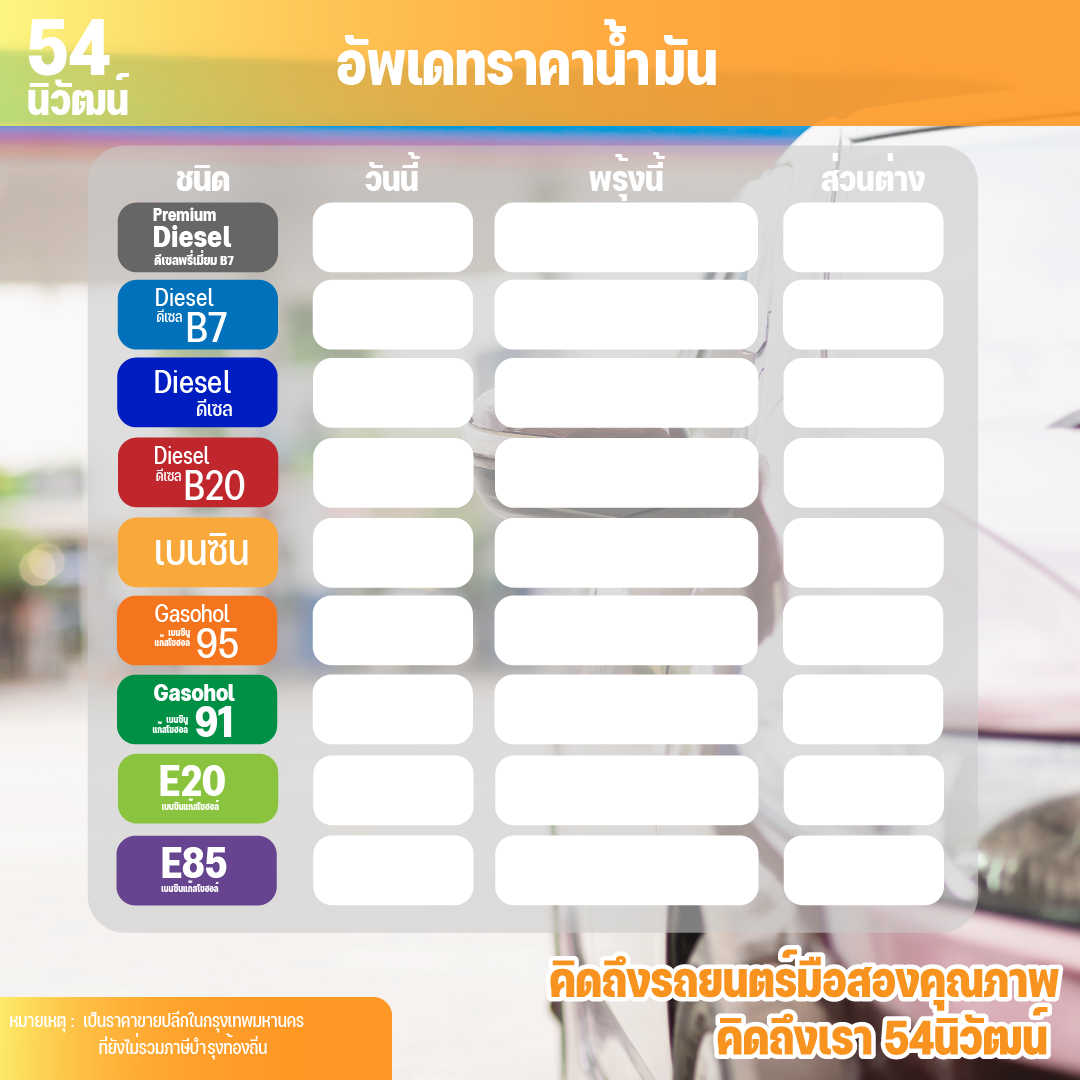 54
นิวัฒน์
อัพเดทราคาน้ำมัน
ชนิด วันนี้ พรุ้งนี้ ส่วนต่าง
Premium
Diesel
ดีเซลพรีเมี่ยม B7
Diesel
ดีเซล B7
Diesel
ดีเซล
Diesel
ดีเซล B20
เบนซิน
Gasohol
เบนซิน
แก๊สโซฮอล 95
Gasohol
เบนซิน
แก๊สโซฮอล 91
E20
เบนซินแก๊สโซฮอล์
E85
เบนซินแก๊สโซฮอล์
คิดถึงรถยนตร์มือสองคุณภาพ
คิดถึงเรา 54นิวัฒน์
หมายเหตุ : เป็นราคาขายปลีกในกรุงเทพมหานคร
ที่ยังไม่รวมภาษีบำรุงท้องถิ่น